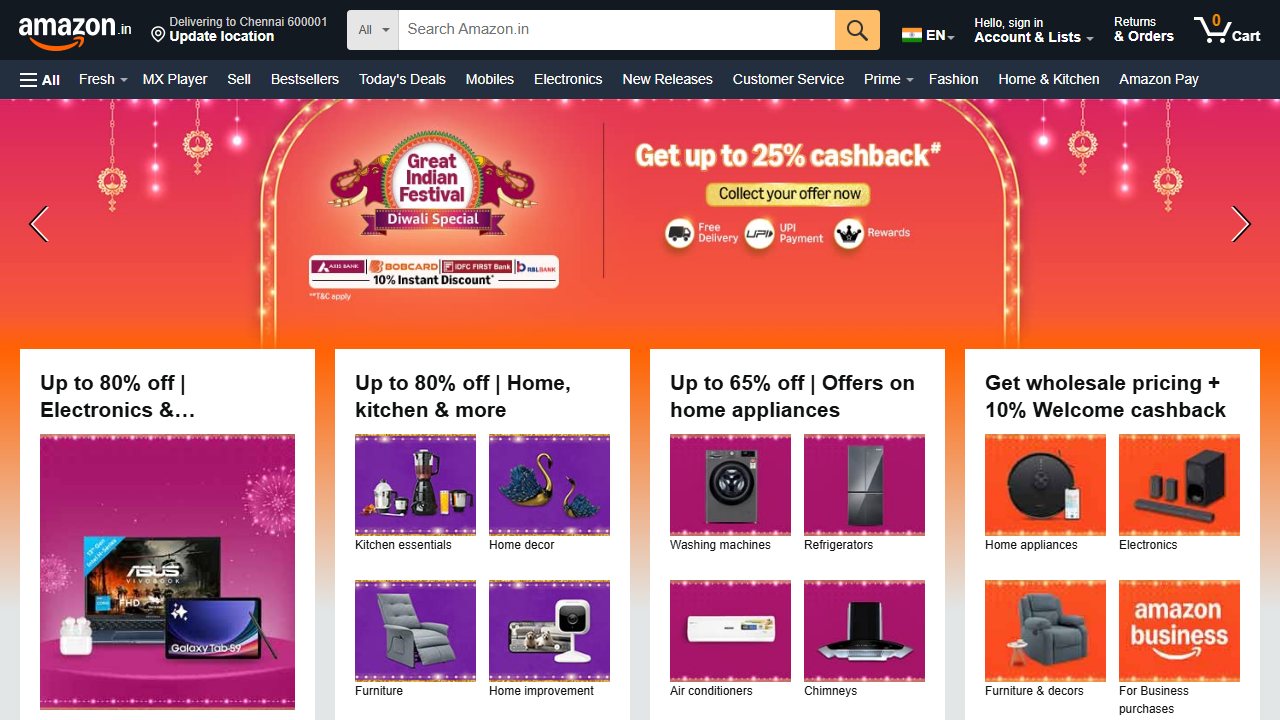 amazon.in
Delivering to Chennai 600001
Update location
All
Search Amazon.in
EN
Hello, sign in
Account & Lists
Returns
& Orders
0
Cart
All
Fresh
MX Player
Sell
Bestsellers
Today's Deals
Mobiles
Electronics
New Releases
Customer Service
Prime
Fashion
Home & Kitchen
Amazon Pay
Great
Indian
Festival
Diwali Special
AXIS BANK
BOBCARD
IDFC FIRST Bank
RBLBANK
10% Instant Discount*
**T&C apply
Get up to 25% cashback#
Collect your offer now
Free
Delivery
UPI
UPI
Payment
Rewards
Up to 80% off |
Electronics &…
ASUS
VIVOBOOK
FHD
Galaxy Tab S9
Up to 80% off | Home,
kitchen & more
Kitchen essentials
Home decor
Furniture
Home improvement
Up to 65% off | Offers on
home appliances
Washing machines
Refrigerators
Air conditioners
Chimneys
Get wholesale pricing +
10% Welcome cashback
Home appliances
Electronics
Furniture & decors
amazon
business
For Business
purchases